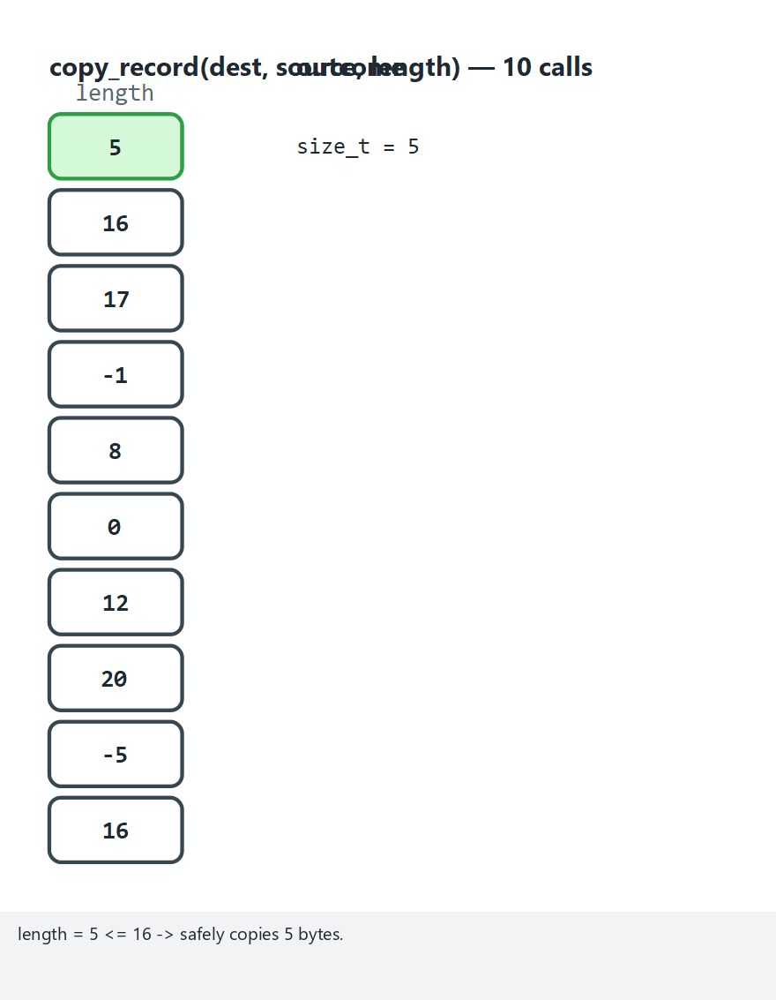 copy_record(dest, source, length) — 10 calls
outcome
length
5
size_t = 5
16
17
-1
8
0
12
20
-5
16
length = 5 <= 16 -> safely copies 5 bytes.